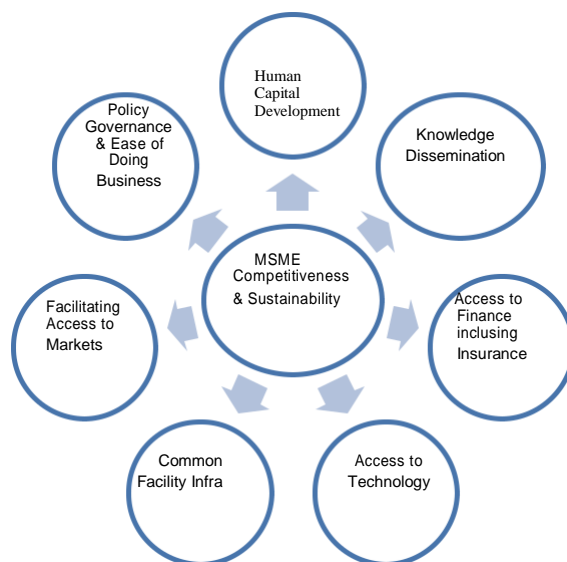 Human
Capital
Development
Knowledge
Dissemination
Access to
Finance inclusing
Insurance
Access to
Technology
Common
Facility Infra
Facilitating
Access to
Markets
Policy
Governance
& Ease of
Doing
Business
MSME
Competitiveness
& Sustainability